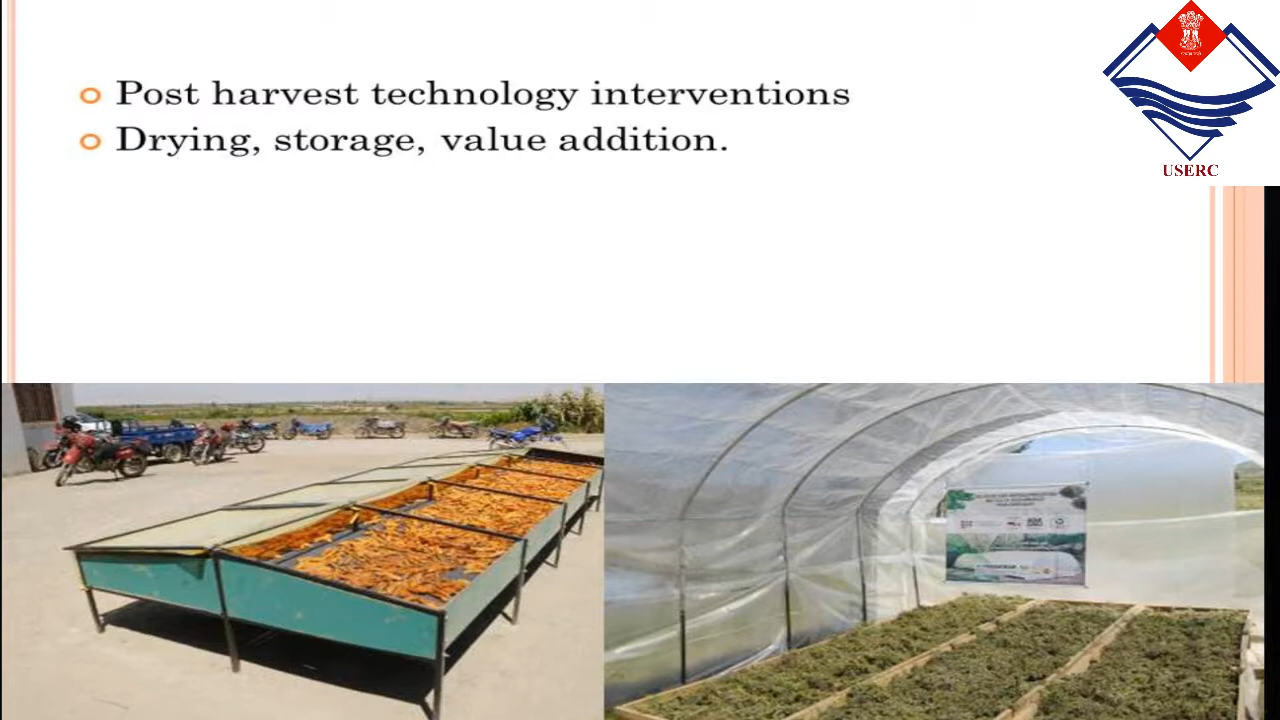 Post harvest technology interventions
Drying, storage, value addition.
USERC